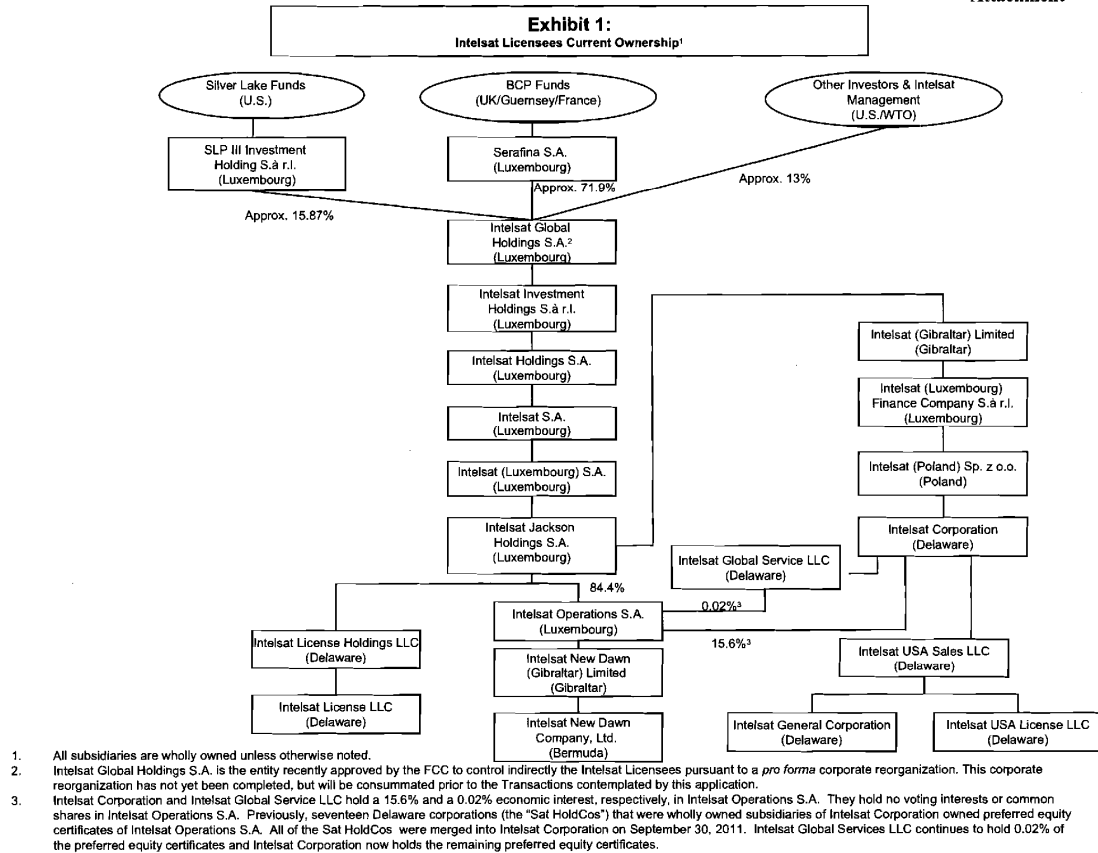 Attachment
Exhibit 1:
Intelsat Licensees Current Ownership¹
Silver Lake Funds
(U.S.)
BCP Funds
(UK/Guernsey/France)
Other Investors & Intelsat
Management
(U.S./WTO)
SLP III Investment
Holding S.à r.l.
(Luxembourg)
Serafina S.A.
(Luxembourg)
Approx. 71.9%
Approx. 13%
Approx. 15.87%
Intelsat Global
Holdings S.A.²
(Luxembourg)
Intelsat Investment
Holdings S.à r.l.
(Luxembourg)
Intelsat (Gibraltar) Limited
(Gibraltar)
Intelsat Holdings S.A.
(Luxembourg)
Intelsat (Luxembourg)
Finance Company S.à r.l.
(Luxembourg)
Intelsat S.A.
(Luxembourg)
Intelsat (Luxembourg) S.A.
(Luxembourg)
Intelsat (Poland) Sp. z o.o.
(Poland)
Intelsat Jackson
Holdings S.A.
(Luxembourg)
Intelsat Corporation
(Delaware)
Intelsat Global Service LLC
(Delaware)
84.4%
0.02%³
Intelsat Operations S.A.
(Luxembourg)
15.6%³
Intelsat License Holdings LLC
(Delaware)
Intelsat New Dawn
(Gibraltar) Limited
(Gibraltar)
Intelsat USA Sales LLC
(Delaware)
Intelsat License LLC
(Delaware)
Intelsat New Dawn
Company, Ltd.
(Bermuda)
Intelsat General Corporation
(Delaware)
Intelsat USA License LLC
(Delaware)
1. All subsidiaries are wholly owned unless otherwise noted.
2. Intelsat Global Holdings S.A. is the entity recently approved by the FCC to control indirectly the Intelsat Licensees pursuant to a pro forma corporate reorganization. This corporate
reorganization has not yet been completed, but will be consummated prior to the Transactions contemplated by this application.
3. Intelsat Corporation and Intelsat Global Service LLC hold a 15.6% and a 0.02% economic interest, respectively, in Intelsat Operations S.A. They hold no voting interests or common
shares in Intelsat Operations S.A. Previously, seventeen Delaware corporations (the "Sat HoldCos") that were wholly owned subsidiaries of Intelsat Corporation owned preferred equity
certificates of Intelsat Operations S.A. All of the Sat HoldCos were merged into Intelsat Corporation on September 30, 2011. Intelsat Global Services LLC continues to hold 0.02% of
the preferred equity certificates and Intelsat Corporation now holds the remaining preferred equity certificates.